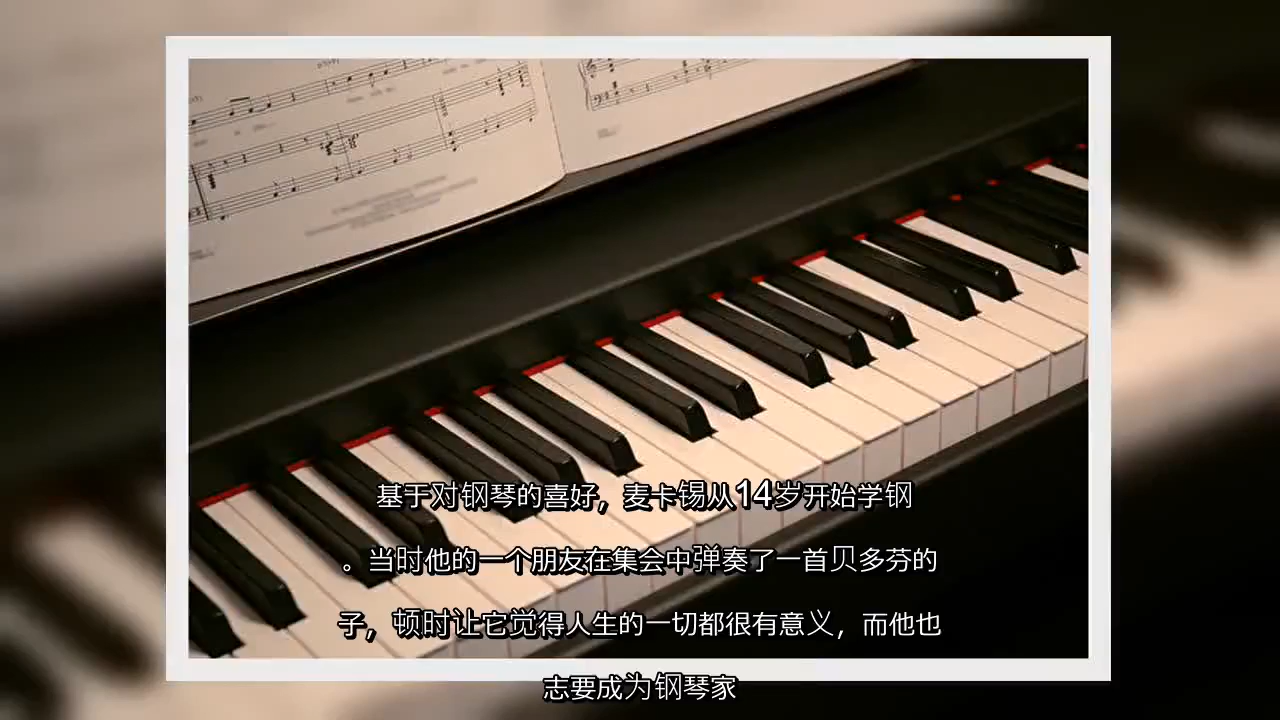 基于对钢琴的喜好，麦卡锡从14岁开始学钢
。当时他的一个朋友在集会中弹奏了一首贝多芬的
子，顿时让它觉得人生的一切都很有意义，而他也
志要成为钢琴家